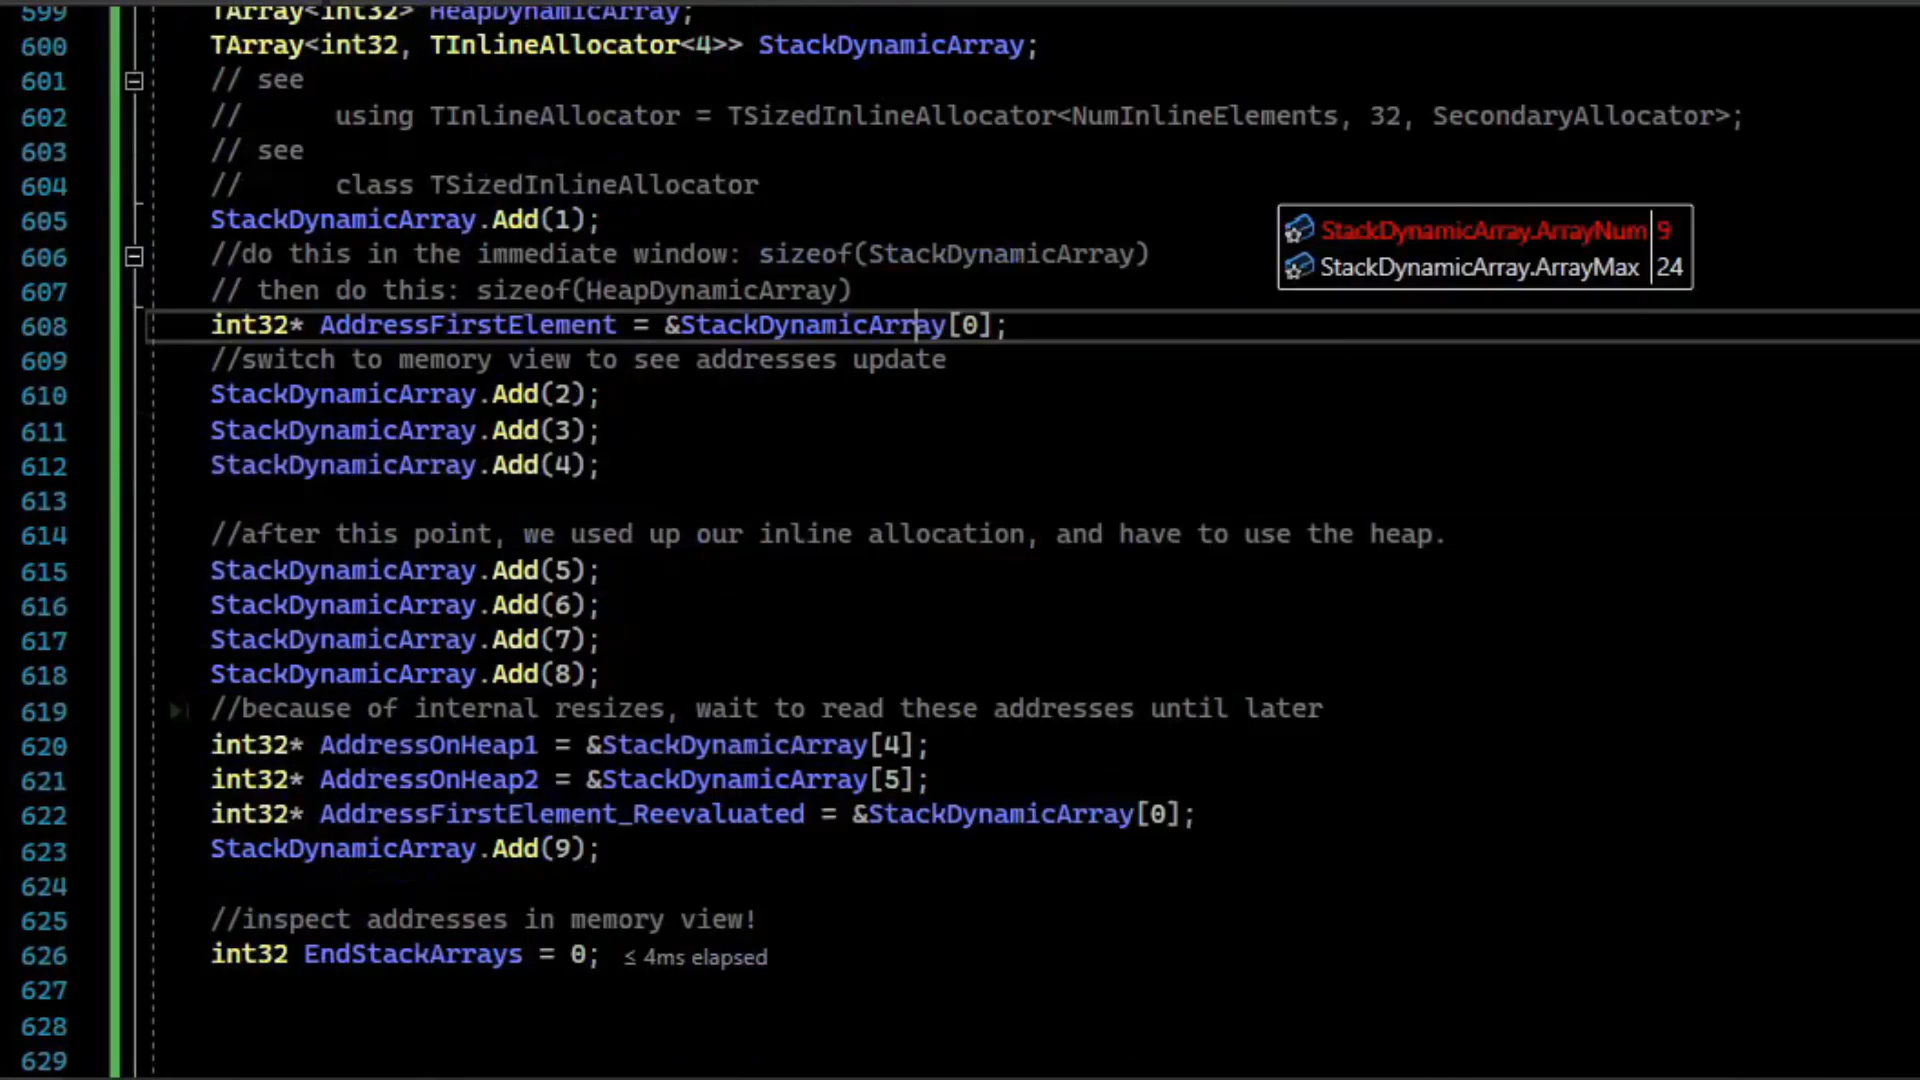 599 TArray<int32> HeapDynamicArray;
600 TArray<int32, TInlineAllocator<4>> StackDynamicArray;
601 // see
602 // using TInlineAllocator = TSizedInlineAllocator<NumInlineElements, 32, SecondaryAllocator>;
603 // see
604 // class TSizedInlineAllocator
605 StackDynamicArray.Add(1);
StackDynamicArray.ArrayNum 9
606 //do this in the immediate window: sizeof(StackDynamicArray)
StackDynamicArray.ArrayMax 24
607 // then do this: sizeof(HeapDynamicArray)
608 int32* AddressFirstElement = &StackDynamicArray[0];
609 //switch to memory view to see addresses update
610 StackDynamicArray.Add(2);
611 StackDynamicArray.Add(3);
612 StackDynamicArray.Add(4);
613
614 //after this point, we used up our inline allocation, and have to use the heap.
615 StackDynamicArray.Add(5);
616 StackDynamicArray.Add(6);
617 StackDynamicArray.Add(7);
618 StackDynamicArray.Add(8);
619 //because of internal resizes, wait to read these addresses until later
620 int32* AddressOnHeap1 = &StackDynamicArray[4];
621 int32* AddressOnHeap2 = &StackDynamicArray[5];
622 int32* AddressFirstElement_Reevaluated = &StackDynamicArray[0];
623 StackDynamicArray.Add(9);
624
625 //inspect addresses in memory view!
626 int32 EndStackArrays = 0; ≤ 4ms elapsed
627
628
629